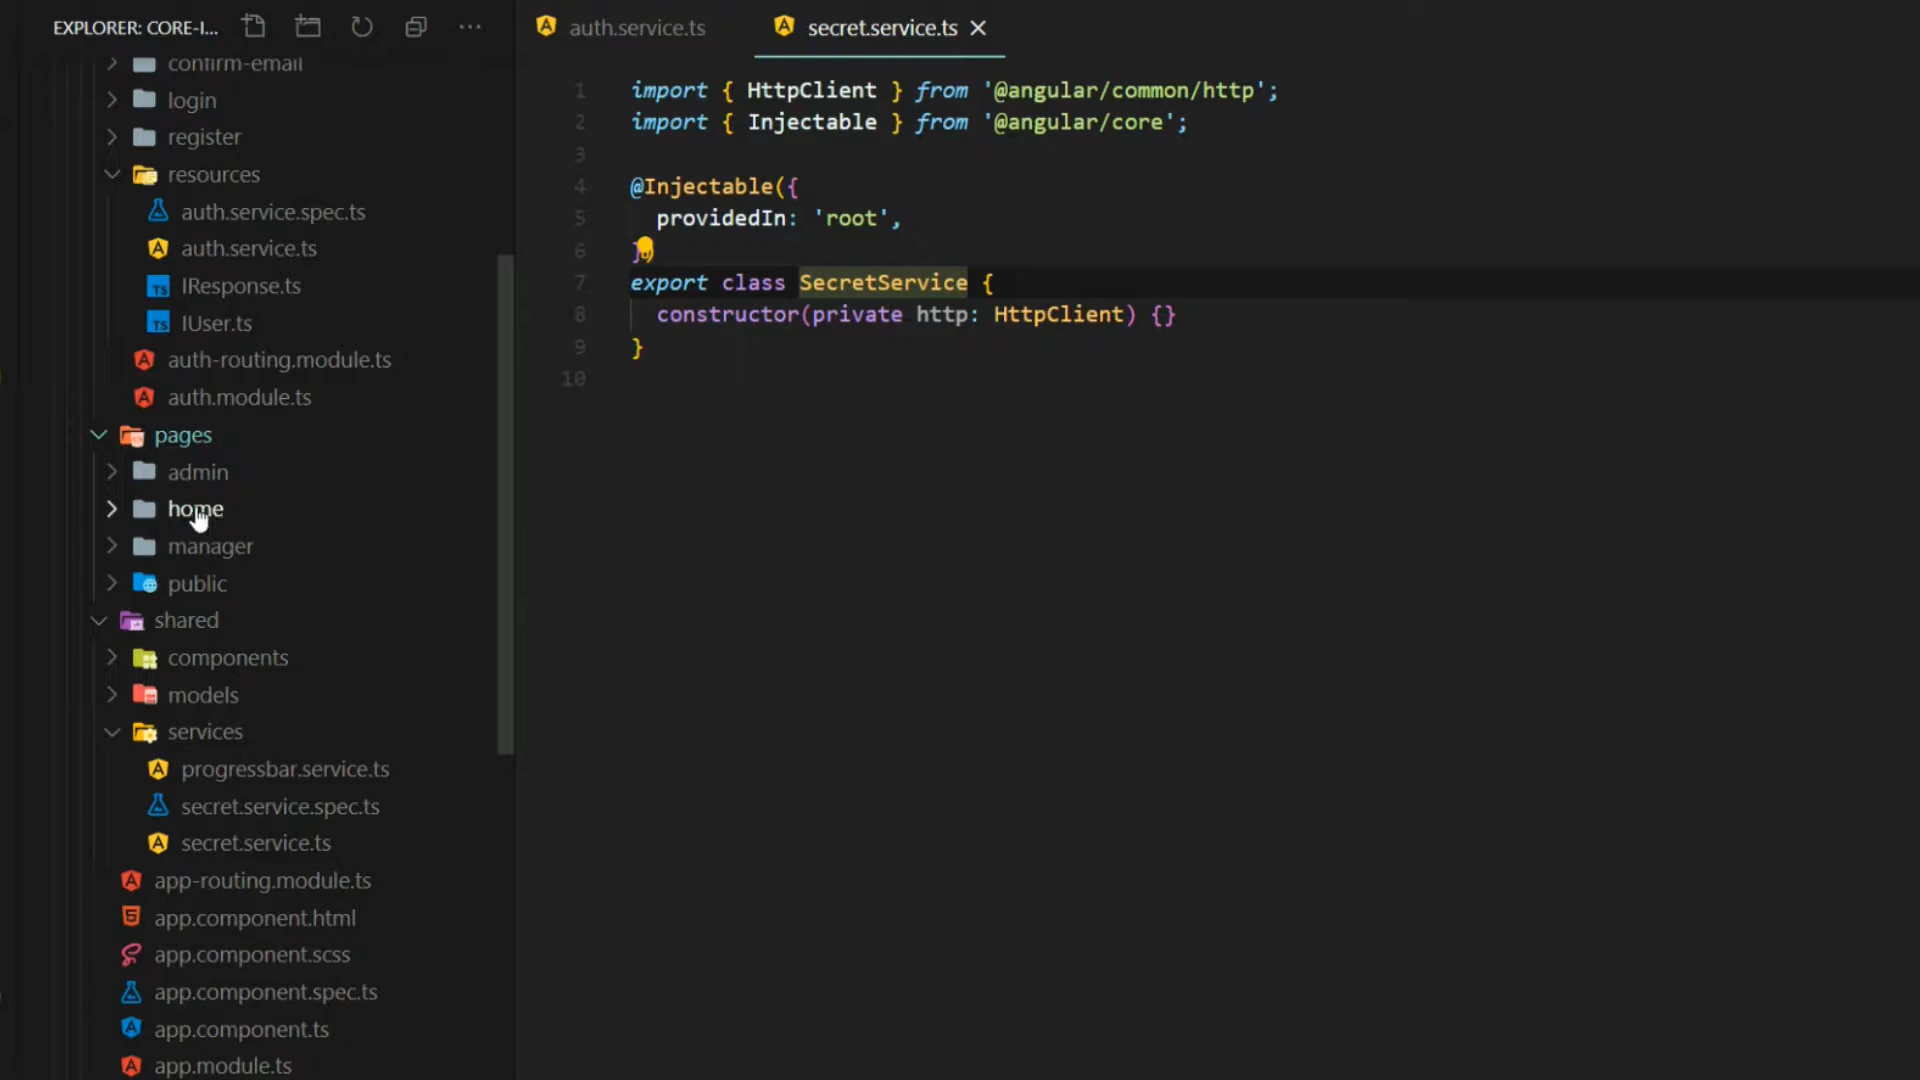 EXPLORER: CORE-I...
confirm-email
login
register
resources
auth.service.spec.ts
auth.service.ts
TS IResponse.ts
TS IUser.ts
auth-routing.module.ts
auth.module.ts
pages
admin
home
manager
public
shared
components
models
services
progressbar.service.ts
secret.service.spec.ts
secret.service.ts
app-routing.module.ts
app.component.html
app.component.scss
app.component.spec.ts
app.component.ts
app.module.ts
auth.service.ts
secret.service.ts
1 import { HttpClient } from '@angular/common/http';
2 import { Injectable } from '@angular/core';
3
4 @Injectable({
5 providedIn: 'root',
6 })
7 export class SecretService {
8 constructor(private http: HttpClient) {}
9 }
10